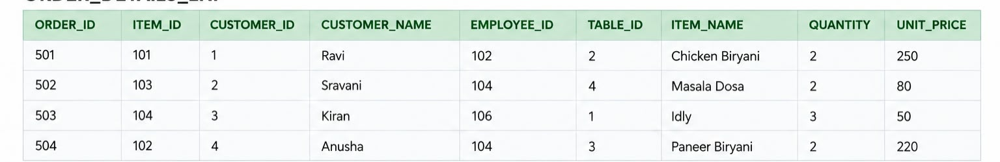 ORDER_ID ITEM_ID CUSTOMER_ID CUSTOMER_NAME EMPLOYEE_ID TABLE_ID ITEM_NAME QUANTITY UNIT_PRICE
501 101 1 Ravi 102 2 Chicken Biryani 2 250
502 103 2 Sravani 104 4 Masala Dosa 2 80
503 104 3 Kiran 106 1 Idly 3 50
504 102 4 Anusha 104 3 Paneer Biryani 2 220